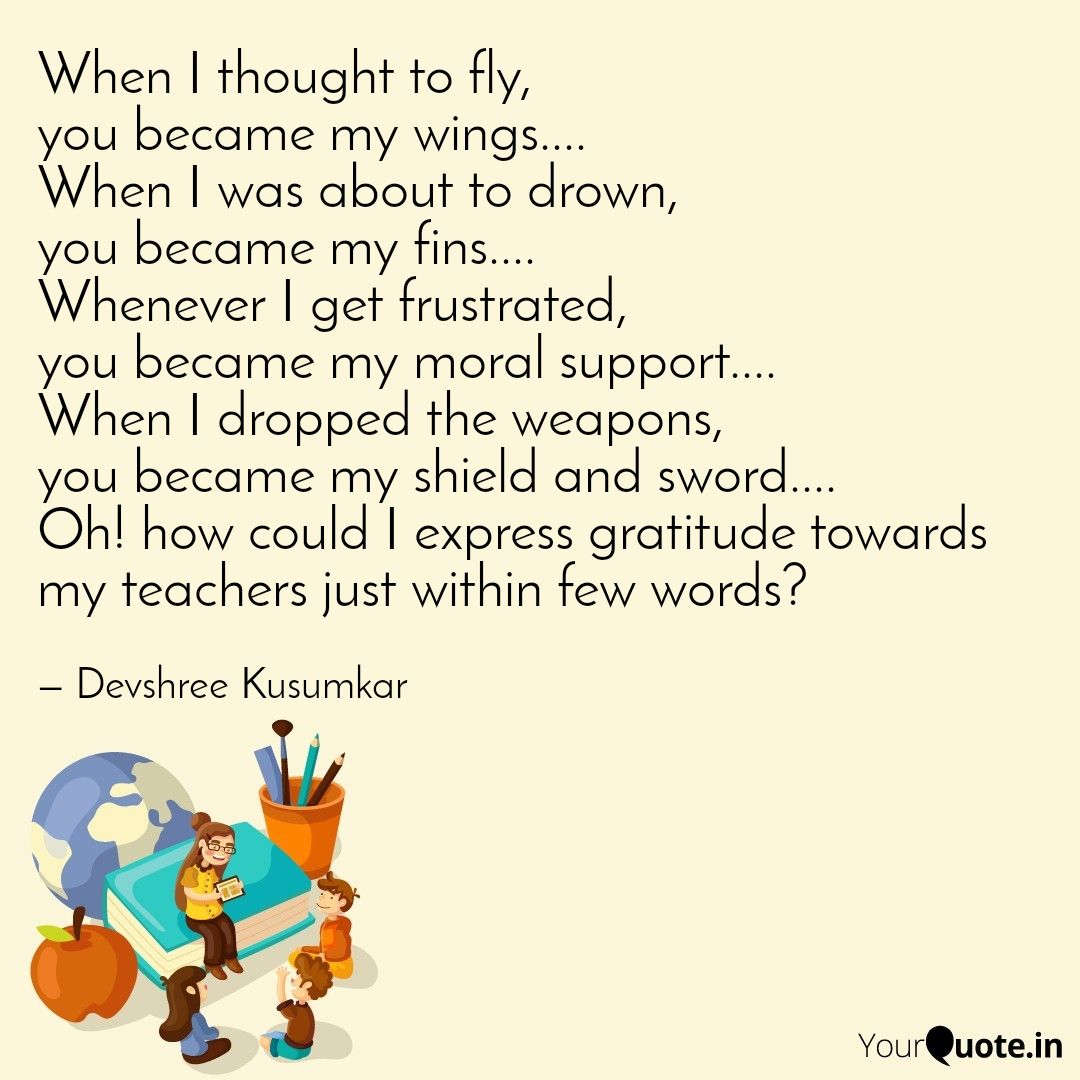 When I thought to fly,
you became my wings....
When I was about to drown,
you became my fins....
Whenever I get frustrated,
you became my moral support....
When I dropped the weapons,
you became my shield and sword....
Oh! how could I express gratitude towards
my teachers just within few words?
– Devshree Kusumkar
YourQuote.in